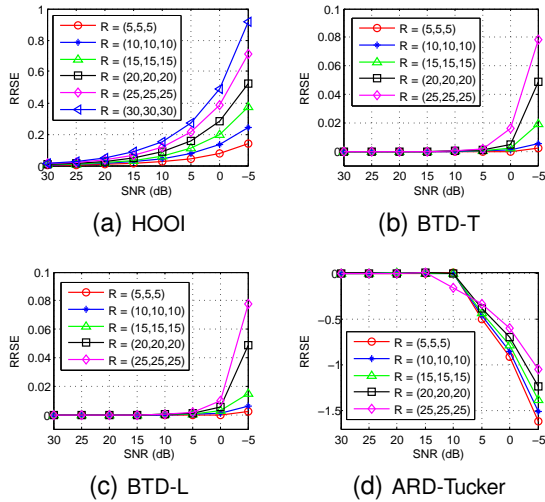 1
0.8
0.6
0.4
0.2
0
RRSE
R = (5,5,5)
R = (10,10,10)
R = (15,15,15)
R = (20,20,20)
R = (25,25,25)
R = (30,30,30)
30 25 20 15 10 5 0 −5
SNR (dB)
(a) HOOI
0.1
0.08
0.06
0.04
0.02
0
RRSE
R = (5,5,5)
R = (10,10,10)
R = (15,15,15)
R = (20,20,20)
R = (25,25,25)
30 25 20 15 10 5 0 −5
SNR (dB)
(b) BTD-T
0.1
0.08
0.06
0.04
0.02
0
RRSE
R = (5,5,5)
R = (10,10,10)
R = (15,15,15)
R = (20,20,20)
R = (25,25,25)
30 25 20 15 10 5 0 −5
SNR (dB)
(c) BTD-L
0
−0.5
−1
−1.5
RRSE
R = (5,5,5)
R = (10,10,10)
R = (15,15,15)
R = (20,20,20)
R = (25,25,25)
30 25 20 15 10 5 0 −5
SNR (dB)
(d) ARD-Tucker